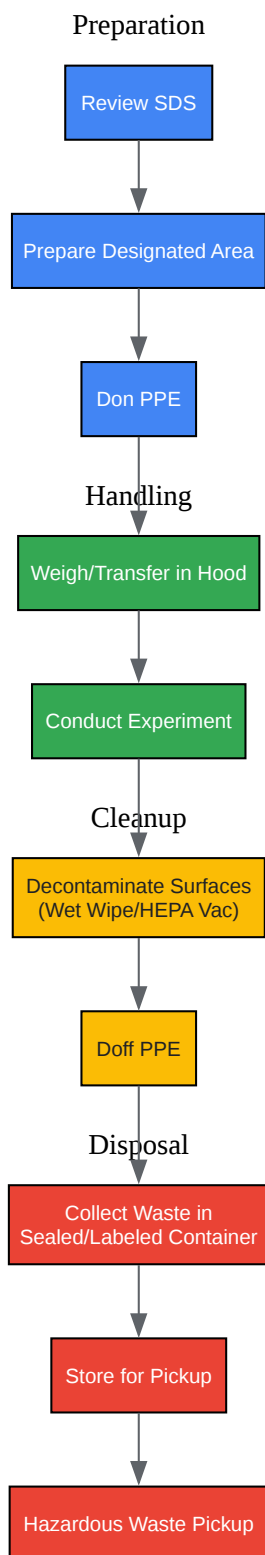 Preparation
Review SDS
Prepare Designated Area
Don PPE
Handling
Weigh/Transfer in Hood
Conduct Experiment
Cleanup
Decontaminate Surfaces
(Wet Wipe/HEPA Vac)
Doff PPE
Disposal
Collect Waste in
Sealed/Labeled Container
Store for Pickup
Hazardous Waste Pickup